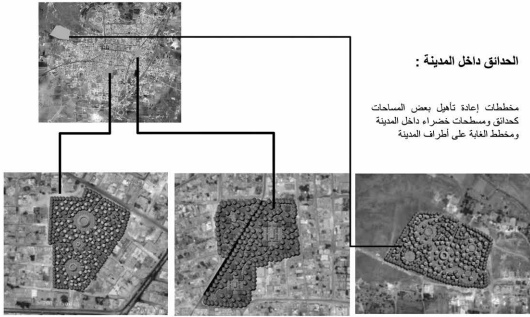 الحدائق داخل المدينة :
مخططات إعادة تأهيل بعض المساحات
كحدائق ومسطحات خضراء داخل المدينة
ومخطط الغابة على أطراف المدينة